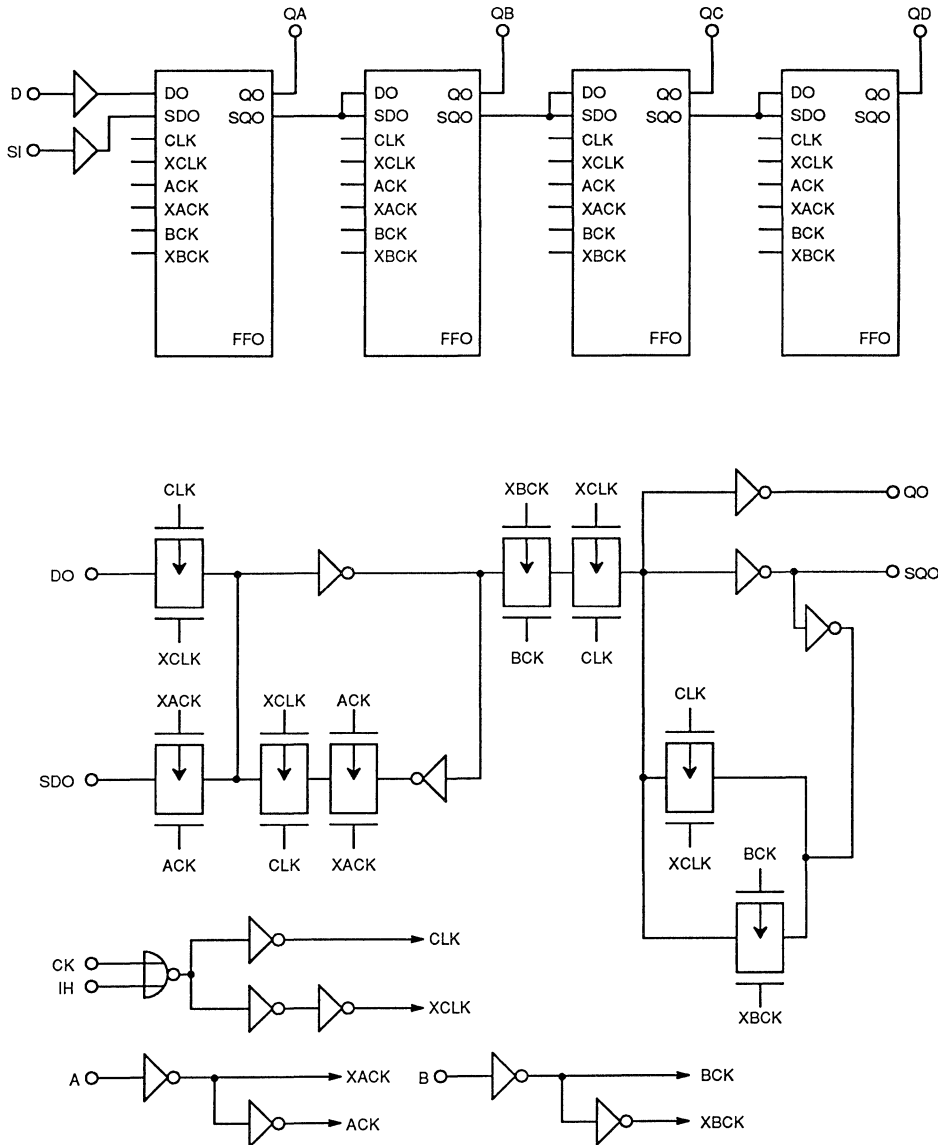 QA QB QC QD
D DO QO DO QO DO QO DO QO
SDO SQO SDO SQO SDO SQO SDO SQO
SI CLK CLK CLK CLK
XCLK XCLK XCLK XCLK
ACK ACK ACK ACK
XACK XACK XACK XACK
BCK BCK BCK BCK
XBCK XBCK XBCK XBCK
FFO FFO FFO FFO
CLK XBCK XCLK QO
DO SQO
XCLK BCK CLK
XACK XCLK ACK CLK
SDO
ACK CLK XACK XCLK BCK
CK CLK
IH XCLK XBCK
A XACK B BCK
ACK XBCK